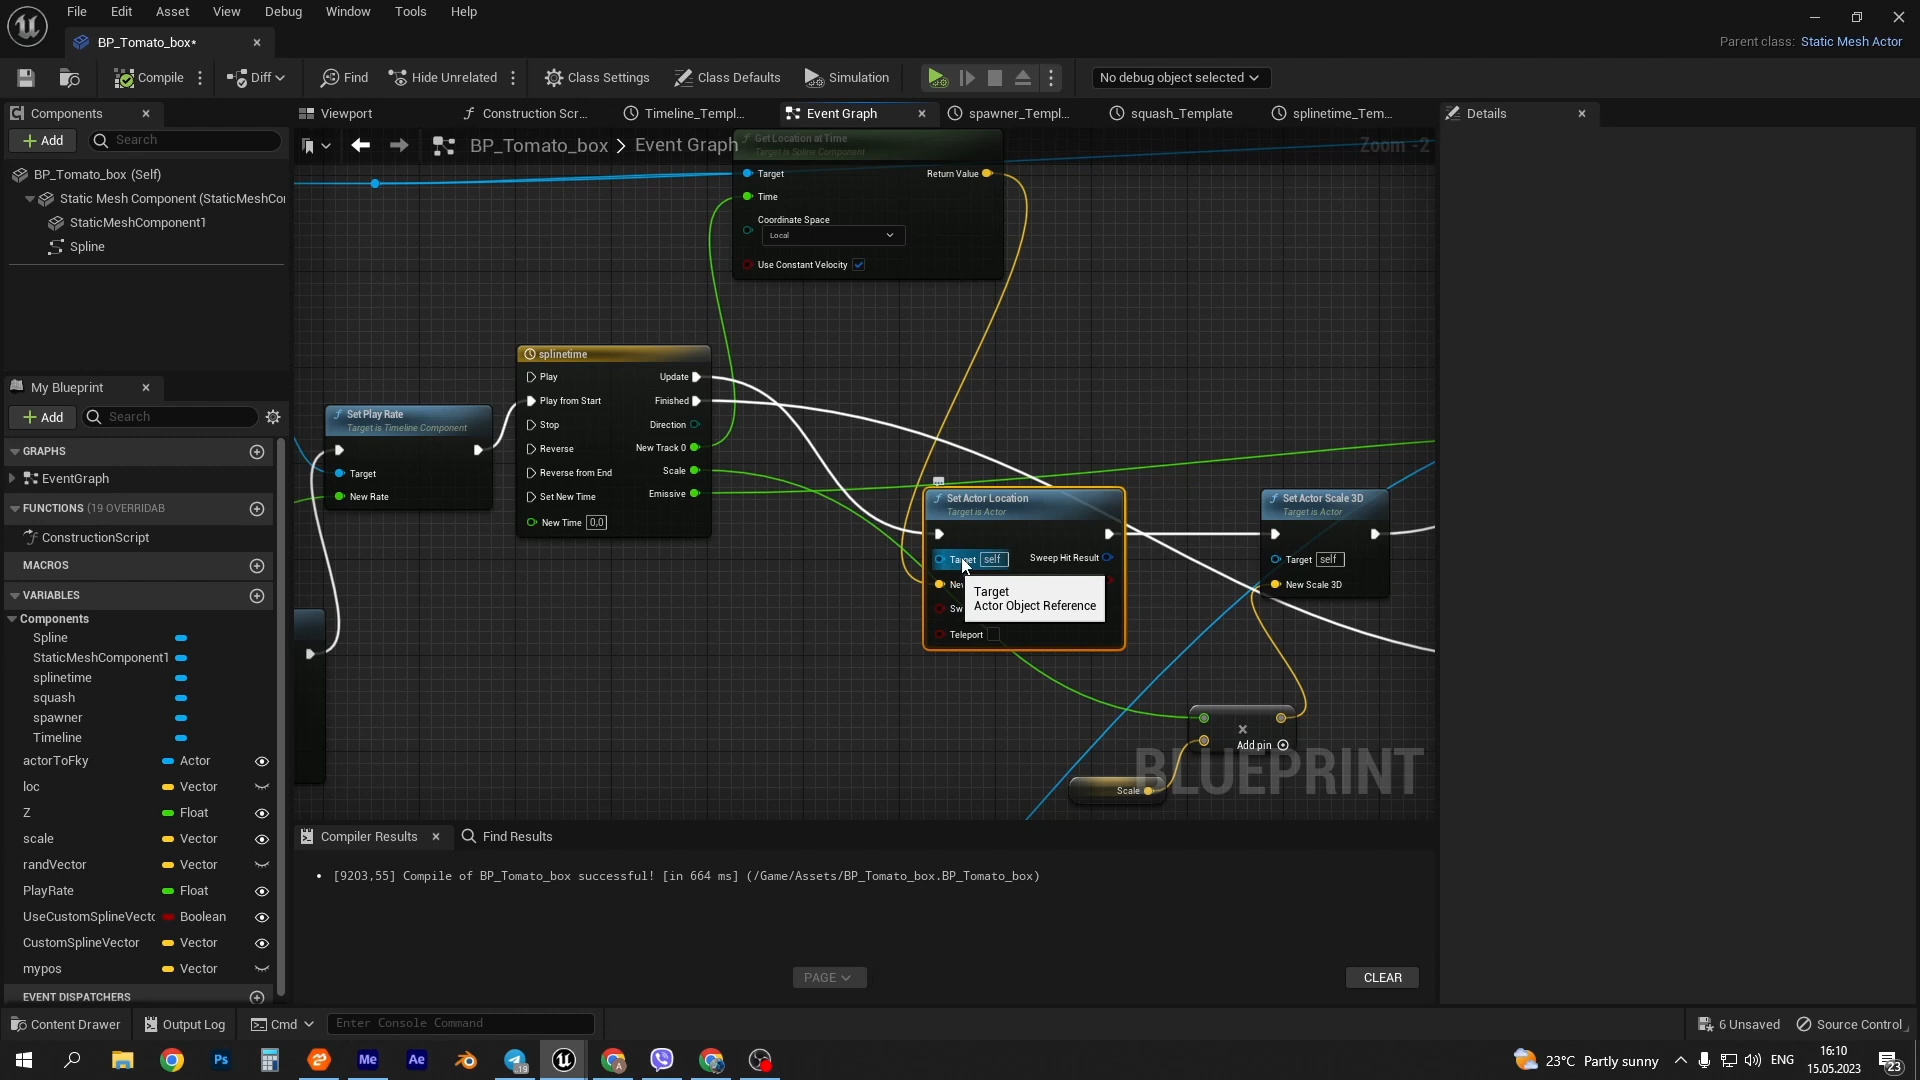 File Edit Asset View Debug Window Tools Help
BP_Tomato_box*
Parent class: Static Mesh Actor
Compile Diff Find Hide Unrelated Class Settings Class Defaults Simulation No debug object selected
Components
Add Search
BP_Tomato_box (Self)
Static Mesh Component (StaticMeshCo
StaticMeshComponent1
Spline
Viewport Construction Scr... Timeline_Templ... Event Graph spawner_Templ... squash_Template splinetime_Tem... Details
BP_Tomato_box > Event Graph
Zoom -2
Get Location at Time
Target is Spline Component
Target Return Value
Time
Coordinate Space
Local
Use Constant Velocity
Set Play Rate
Target is Timeline Component
Target
New Rate
splinetime
Play Update
Play from Start Finished
Stop Direction
Reverse New Track 0
Reverse from End Scale
Set New Time Emissive
New Time 0,0
Set Actor Location
Target is Actor
Target self Sweep Hit Result
New
Sw
Teleport
Target
Actor Object Reference
Set Actor Scale 3D
Target is Actor
Target self
New Scale 3D
Add pin
Scale
BLUEPRINT
My Blueprint
Add Search
GRAPHS
EventGraph
FUNCTIONS (19 OVERRIDAB
ConstructionScript
MACROS
VARIABLES
Components
Spline
StaticMeshComponent1
splinetime
squash
spawner
Timeline
actorToFky Actor
loc Vector
Z Float
scale Vector
randVector Vector
PlayRate Float
UseCustomSplineVecto Boolean
CustomSplineVector Vector
mypos Vector
EVENT DISPATCHERS
Compiler Results Find Results
[9203,55] Compile of BP_Tomato_box successful! [in 664 ms] (/Game/Assets/BP_Tomato_box.BP_Tomato_box)
PAGE CLEAR
Content Drawer Output Log Cmd Enter Console Command 6 Unsaved Source Control
Ps Me Ae 19
23°C Partly sunny ENG
16:10
15.05.2023
23